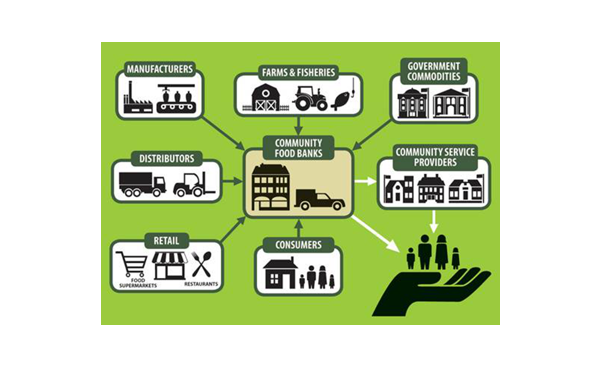 MANUFACTURERS
FARMS & FISHERIES
GOVERNMENT
COMMODITIES
DISTRIBUTORS
COMMUNITY
FOOD BANKS
COMMUNITY SERVICE
PROVIDERS
RETAIL
FOOD
SUPERMARKETS
RESTAURANTS
CONSUMERS